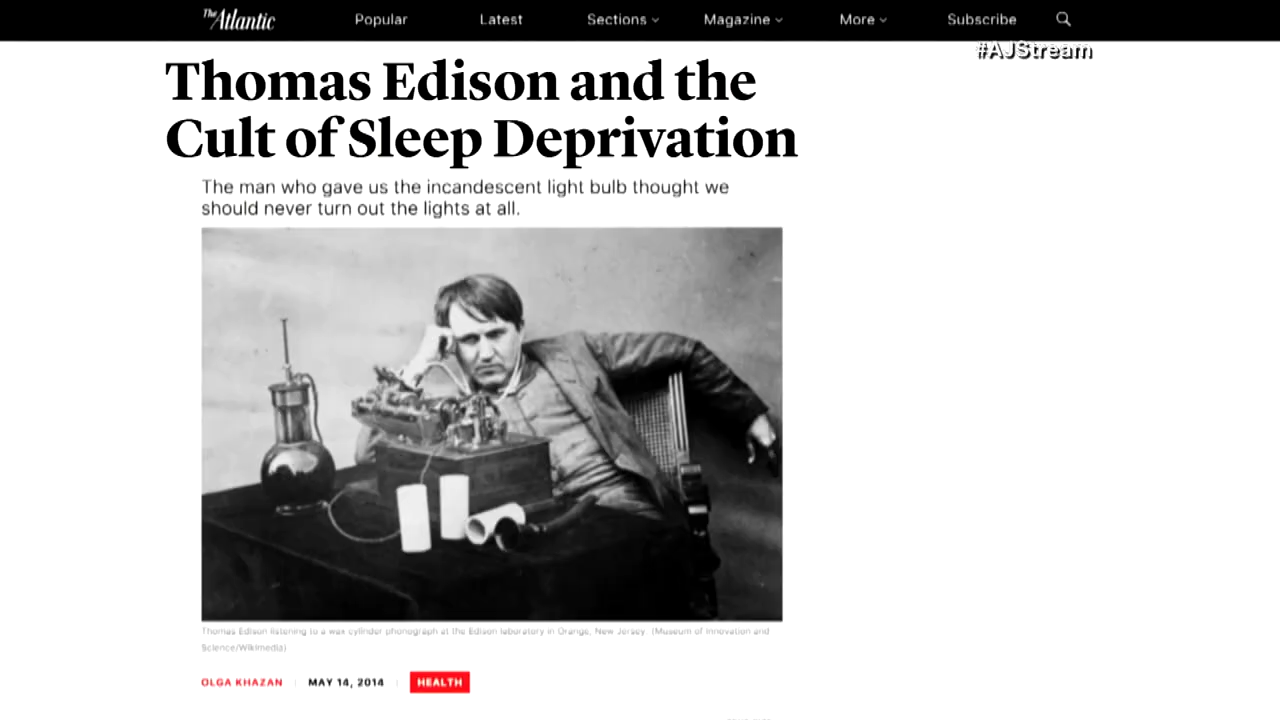 The Atlantic
Popular
Latest
Sections
Magazine
More
Subscribe
#AJStream
Thomas Edison and the
Cult of Sleep Deprivation
The man who gave us the incandescent light bulb thought we
should never turn out the lights at all.
Thomas Edison listening to a wax cylinder phonograph at the Edison laboratory in Orange, New Jersey. (Museum of Innovation and
Science/Wikimedia)
OLGA KHAZAN
MAY 14, 2014
HEALTH